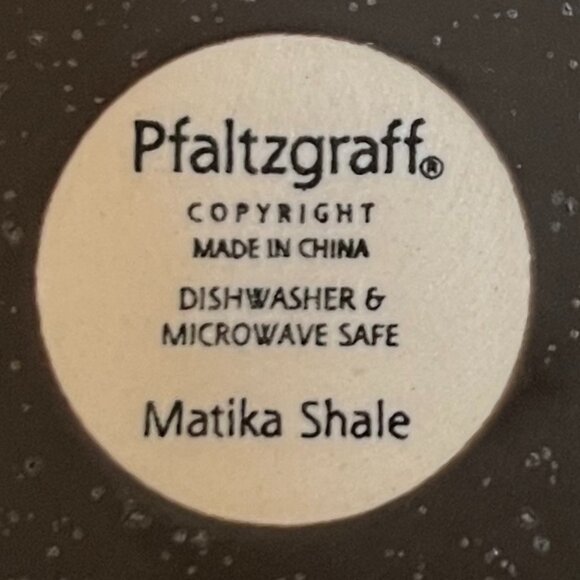 Pfaltzgraff®
COPYRIGHT
MADE IN CHINA
DISHWASHER &
MICROWAVE SAFE
Matika Shale